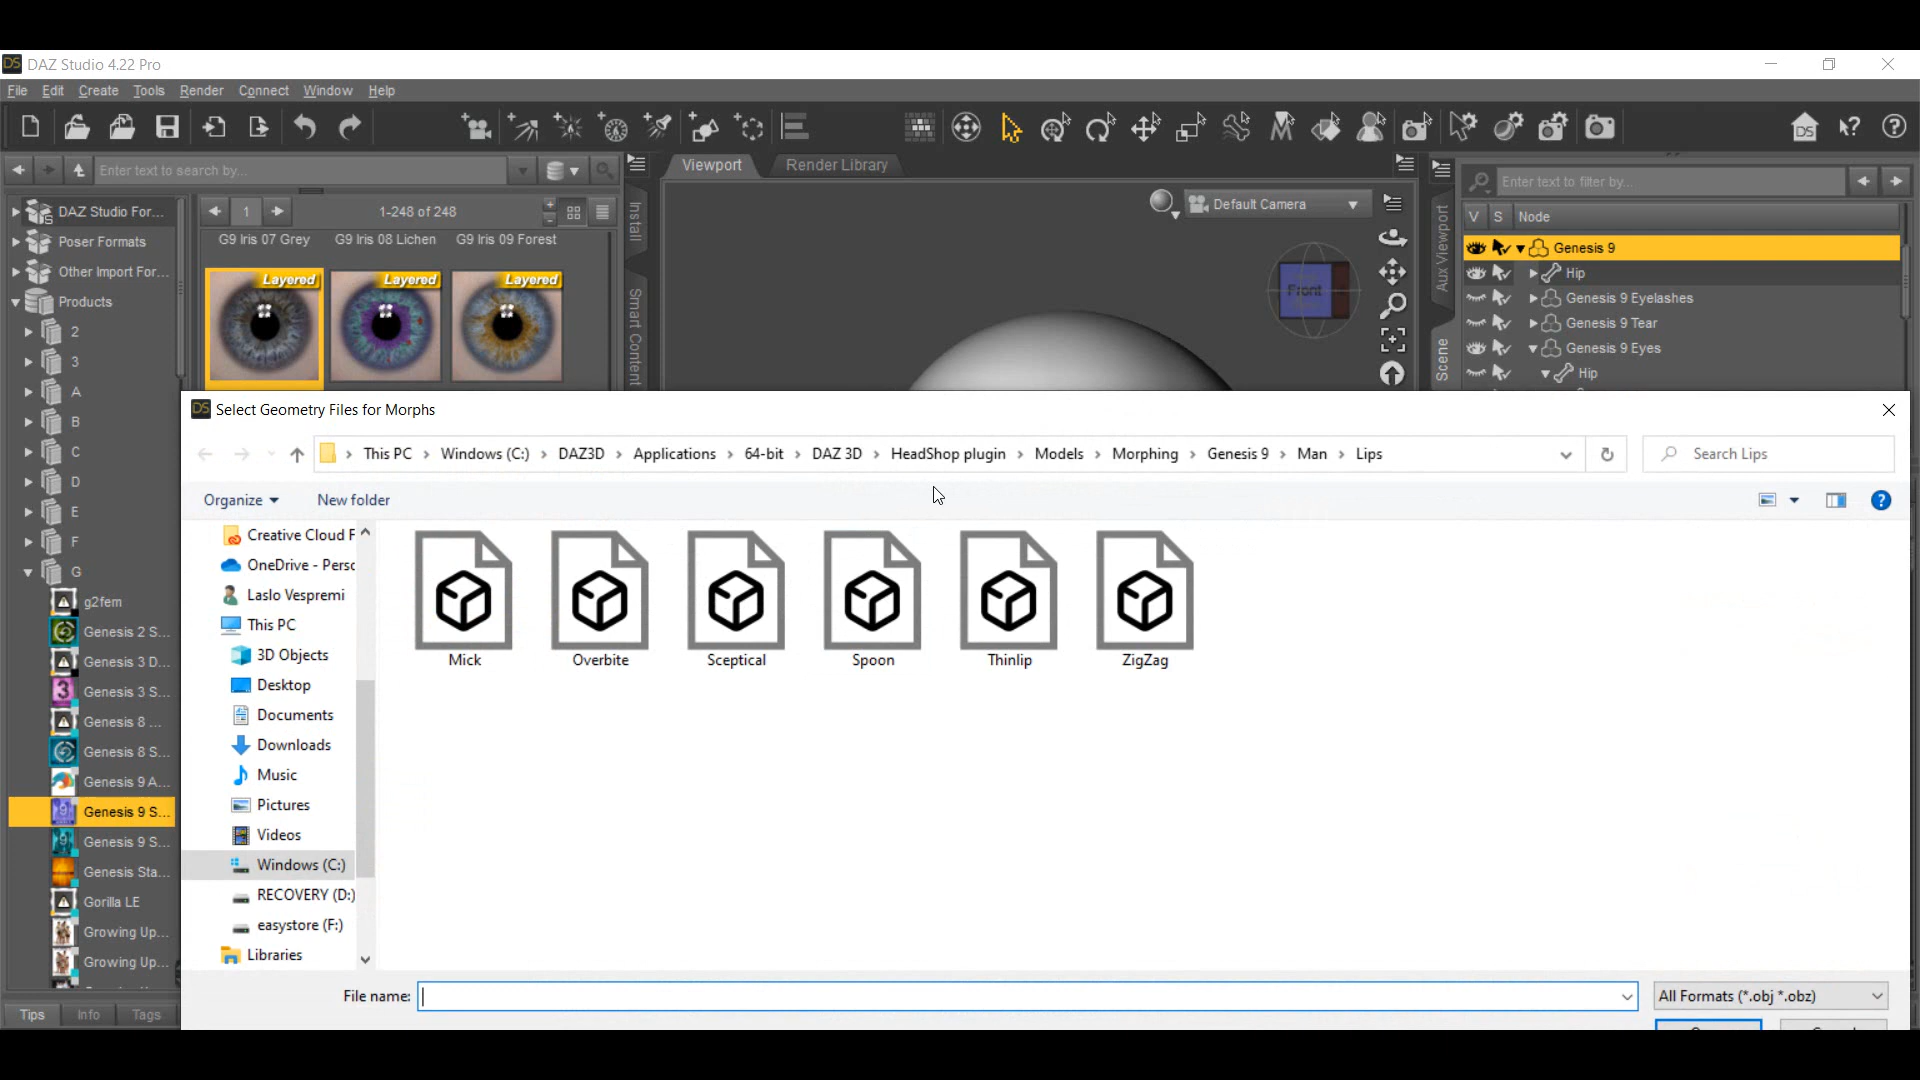 DAZ Studio 4.22 Pro
File Edit Create Tools Render Connect Window Help
Enter text to search by...
Viewport
Render Library
Enter text to filter by...
DAZ Studio For...
Poser Formats
Other Import For...
Products
2
3
A
B
C
D
E
F
G
g2fem
Genesis 2 S...
Genesis 3 D...
Genesis 3 S...
Genesis 8 ...
Genesis 8 S...
Genesis 9 A...
Genesis 9 S...
Genesis 9 S...
Genesis Sta...
Gorilla LE
Growing Up...
Growing Up...
Tips Info Tags
1
1-248 of 248
G9 Iris 07 Grey G9 Iris 08 Lichen G9 Iris 09 Forest
Layered Layered Layered
Install
Smart Content
Default Camera
Front
Aux Viewport
Scene
V S Node
Genesis 9
Hip
Genesis 9 Eyelashes
Genesis 9 Tear
Genesis 9 Eyes
Hip
Select Geometry Files for Morphs
This PC > Windows (C:) > DAZ3D > Applications > 64-bit > DAZ 3D > HeadShop plugin > Models > Morphing > Genesis 9 > Man > Lips
Search Lips
Organize New folder
Creative Cloud F
OneDrive - Perso
Laslo Vespremi
This PC
3D Objects
Desktop
Documents
Downloads
Music
Pictures
Videos
Windows (C:)
RECOVERY (D:)
easystore (F:)
Libraries
Mick Overbite Sceptical Spoon Thinlip ZigZag
File name:
All Formats (*.obj *.obz)